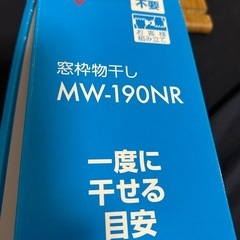 不要
お客様
組み立て
窓枠物干し
MW-190NR
一度に
干せる
目安